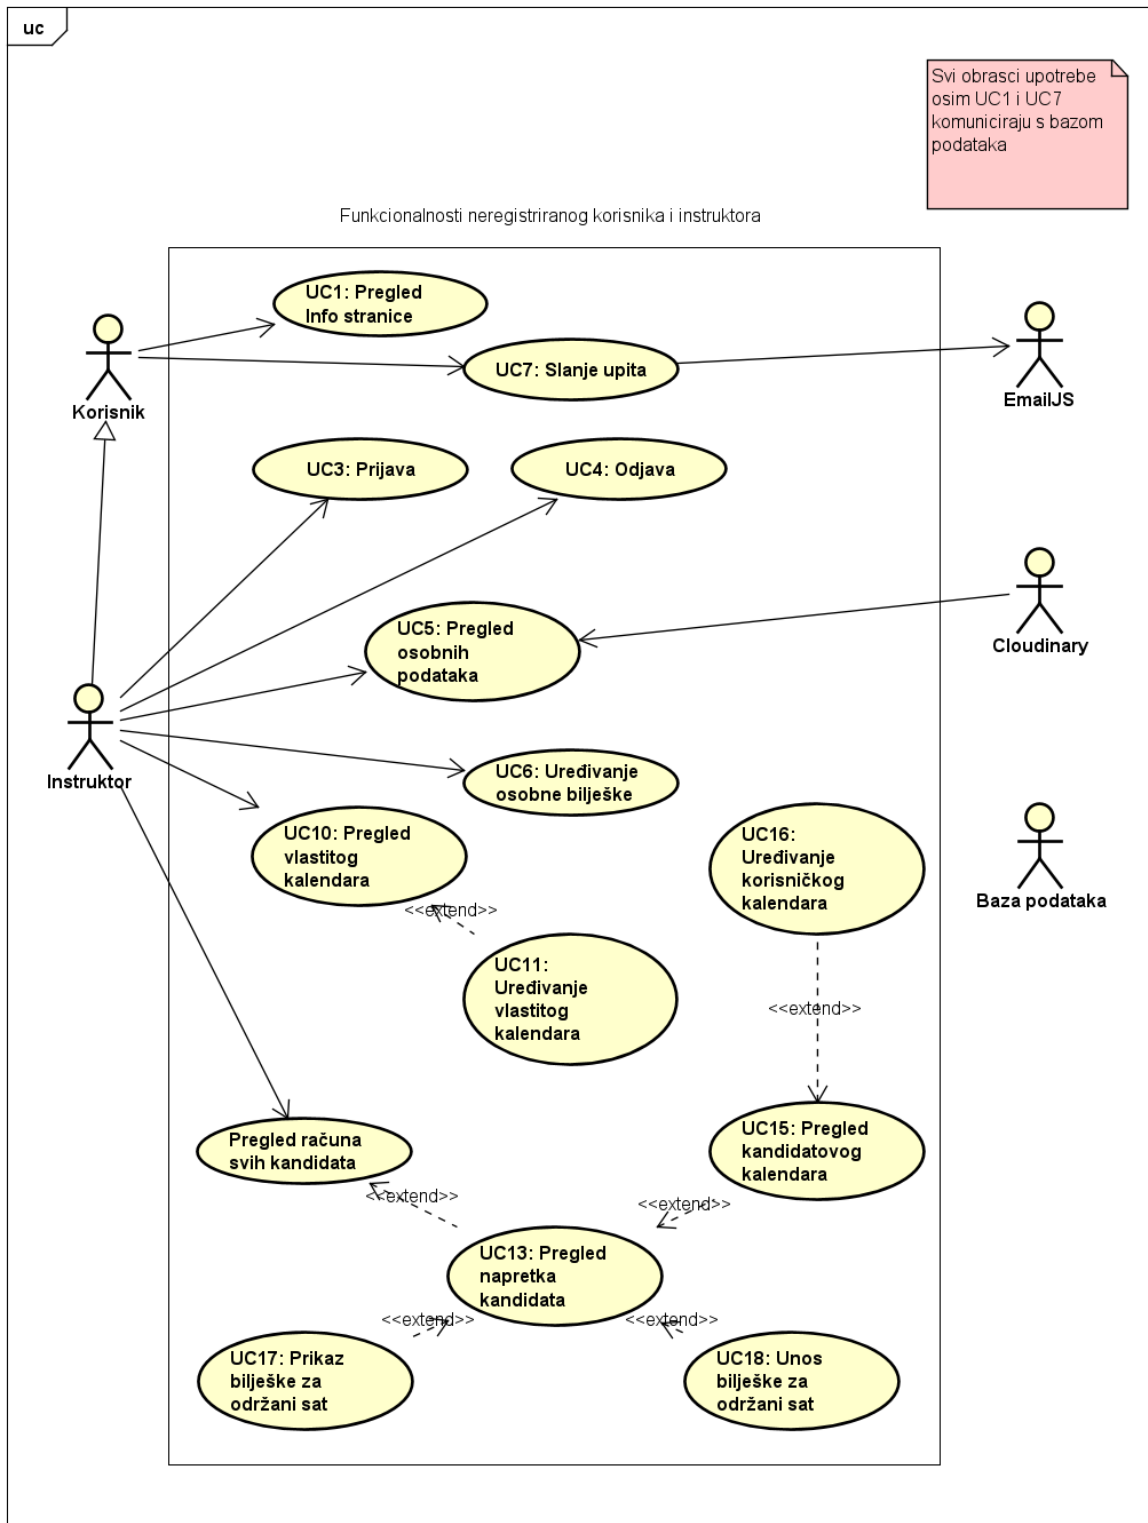 uc
Svi obrasci upotrebe
osim UC1 i UC7
komuniciraju s bazom
podataka
Funkcionalnosti neregistriranog korisnika i instruktora
UC1: Pregled
Info stranice
Korisnik
UC7: Slanje upita
EmailJS
UC3: Prijava
UC4: Odjava
UC5: Pregled
osobnih
podataka
Cloudinary
Instruktor
UC6: Uređivanje
osobne bilješke
UC10: Pregled
vlastitog
kalendara
UC16:
Uređivanje
korisničkog
kalendara
Baza podataka
<<extend>>
UC11:
Uređivanje
vlastitog
kalendara
<<extend>>
Pregled računa
svih kandidata
UC15: Pregled
kandidatovog
kalendara
<<extend>>
<<extend>>
UC13: Pregled
napretka
kandidata
<<extend>>
<<extend>>
UC17: Prikaz
bilješke za
održani sat
UC18: Unos
bilješke za
održani sat